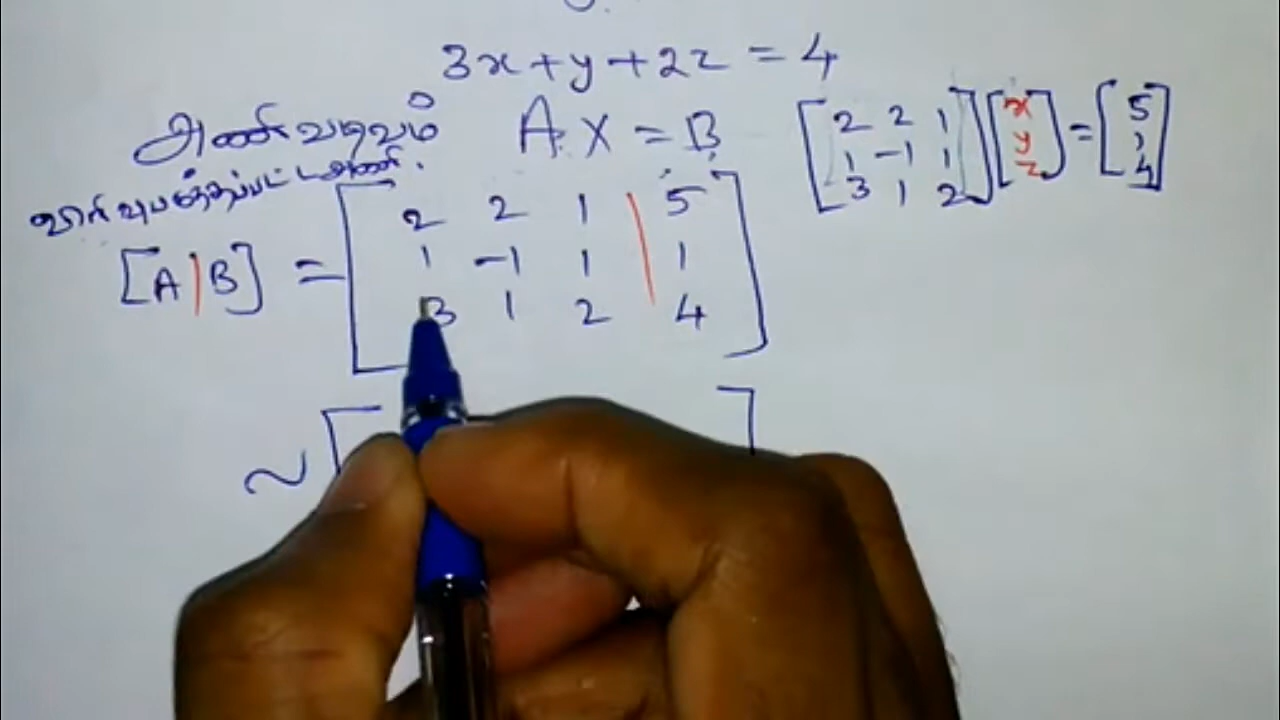 3x+y+2z = 4
அணி வடிவம் AX = B [2 2 1 1 -1 1 3 1 2] [x y z] = [5 1 4]
விரிவுபடுத்தப்பட்ட அணி.
[A|B] = [2 2 1 | 5
1 -1 1 | 1
3 1 2 | 4]
~ [ ]